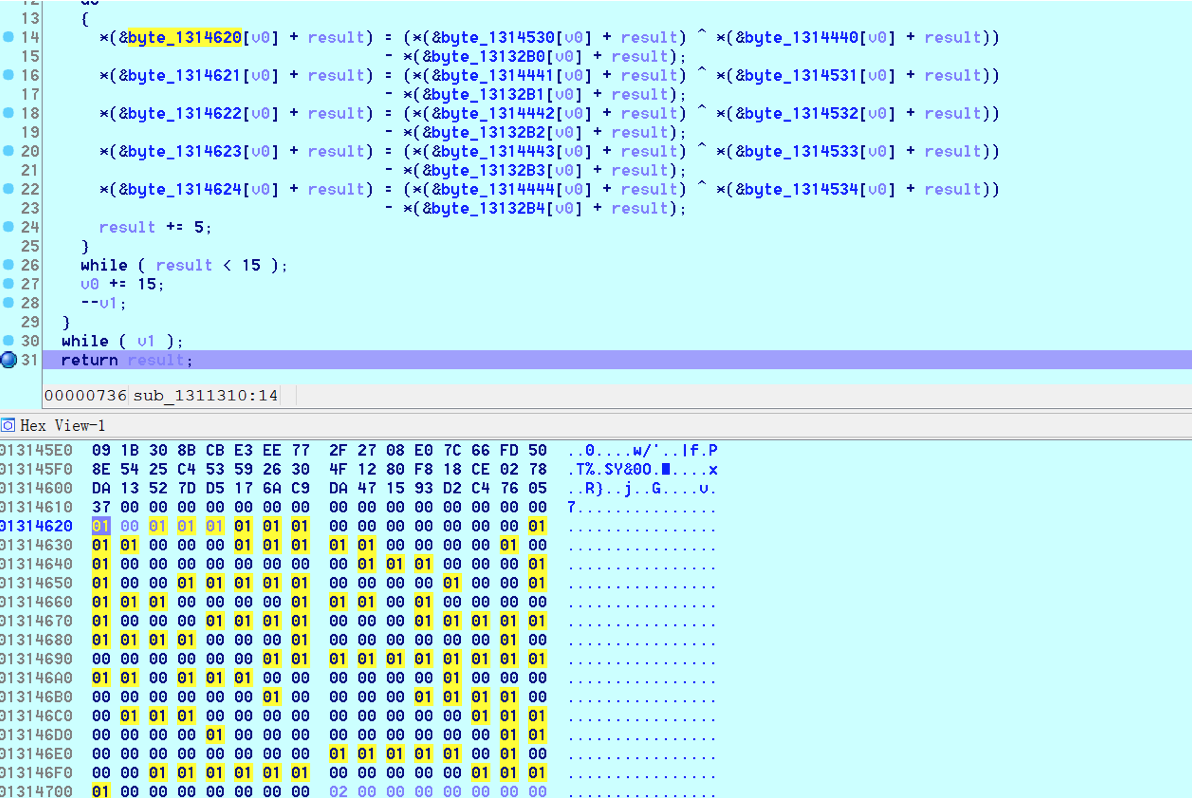 12 do
13 {
14 *(&byte_1314620[v0] + result) = (*(&byte_1314530[v0] + result) ^ *(&byte_1314440[v0] + result))
15 - *(&byte_13132B0[v0] + result);
16 *(&byte_1314621[v0] + result) = (*(&byte_1314441[v0] + result) ^ *(&byte_1314531[v0] + result))
17 - *(&byte_13132B1[v0] + result);
18 *(&byte_1314622[v0] + result) = (*(&byte_1314442[v0] + result) ^ *(&byte_1314532[v0] + result))
19 - *(&byte_13132B2[v0] + result);
20 *(&byte_1314623[v0] + result) = (*(&byte_1314443[v0] + result) ^ *(&byte_1314533[v0] + result))
21 - *(&byte_13132B3[v0] + result);
22 *(&byte_1314624[v0] + result) = (*(&byte_1314444[v0] + result) ^ *(&byte_1314534[v0] + result))
23 - *(&byte_13132B4[v0] + result);
24 result += 5;
25 }
26 while ( result < 15 );
27 v0 += 15;
28 --v1;
29 }
30 while ( v1 );
31 return result;
00000736 sub_1311310:14
Hex View-1
013145E0 09 1B 30 8B CB E3 EE 77 2F 27 08 E0 7C 66 FD 50 ..0....w/'..|f.P
013145F0 8E 54 25 C4 53 59 26 30 4F 12 80 F8 18 CE 02 78 .T%.SY&0O.■....x
01314600 DA 13 52 7D D5 17 6A C9 DA 47 15 93 D2 C4 76 05 ..R}..j..G....v.
01314610 37 00 00 00 00 00 00 00 00 00 00 00 00 00 00 00 7...............
01314620 01 00 01 01 01 01 01 01 00 00 00 00 00 00 00 01 ................
01314630 01 01 00 00 00 01 01 01 01 01 00 00 00 00 01 00 ................
01314640 01 00 00 00 00 00 00 00 00 01 01 01 00 00 00 01 ................
01314650 01 00 00 01 01 01 01 01 00 00 00 00 01 00 00 01 ................
01314660 01 01 01 00 00 00 00 01 01 01 00 01 00 00 00 00 ................
01314670 01 00 00 00 01 01 01 01 00 00 00 01 01 01 01 01 ................
01314680 01 01 01 01 00 00 00 01 00 00 00 00 00 00 01 00 ................
01314690 00 00 00 00 00 00 01 01 01 01 01 01 01 01 01 01 ................
013146A0 01 01 00 01 01 01 00 00 00 00 00 00 01 00 00 00 ................
013146B0 00 00 00 00 00 00 01 00 00 00 00 01 01 01 01 00 ................
013146C0 00 01 01 01 00 00 00 00 00 00 00 00 00 01 01 01 ................
013146D0 00 00 00 00 01 00 00 00 00 00 00 00 00 00 01 01 ................
013146E0 00 00 00 00 00 00 00 00 01 01 01 01 01 00 01 00 ................
013146F0 00 00 01 01 01 01 01 01 00 00 00 00 00 01 01 01 ................
01314700 01 00 00 00 00 00 00 00 02 00 00 00 00 00 00 00 ................